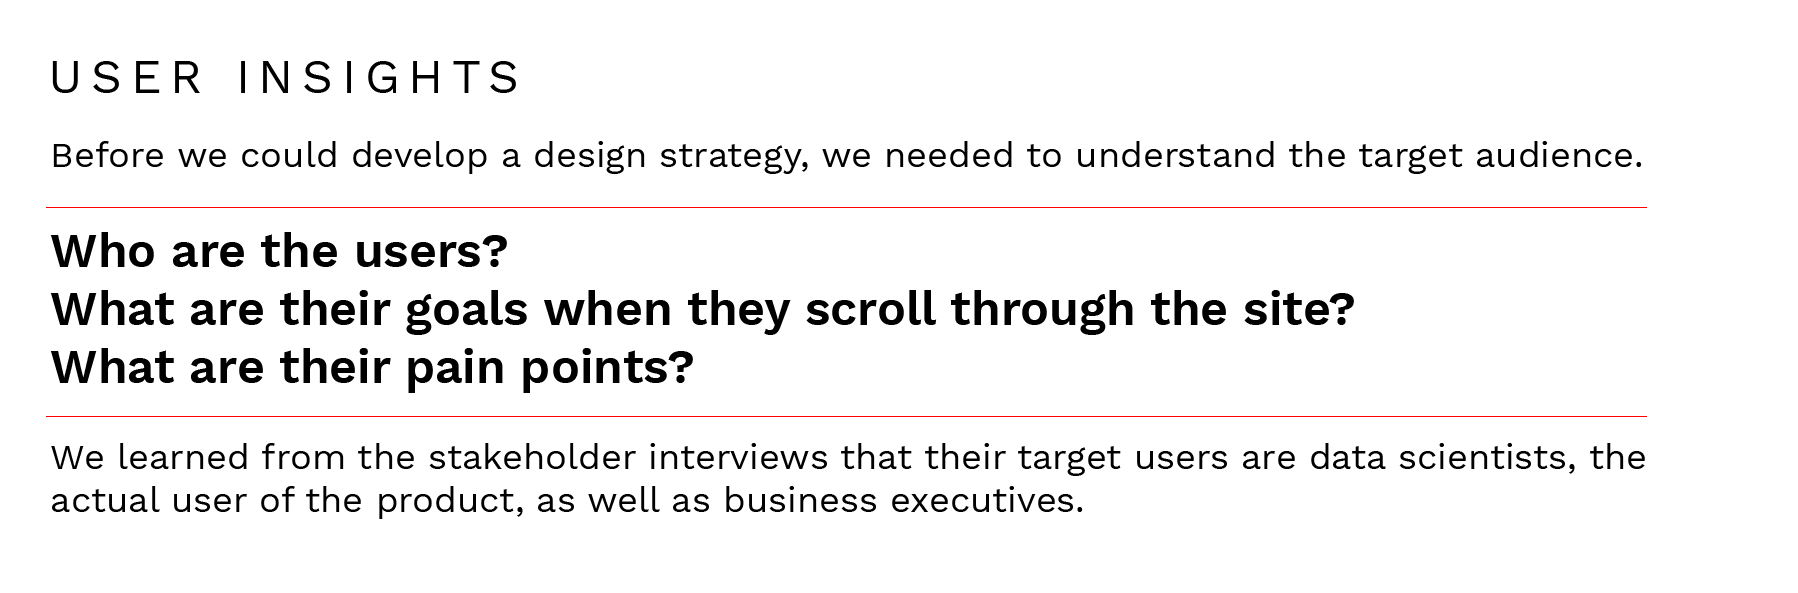 USER INSIGHTS
Before we could develop a design strategy, we needed to understand the target audience.
Who are the users?
What are their goals when they scroll through the site?
What are their pain points?
We learned from the stakeholder interviews that their target users are data scientists, the
actual user of the product, as well as business executives.